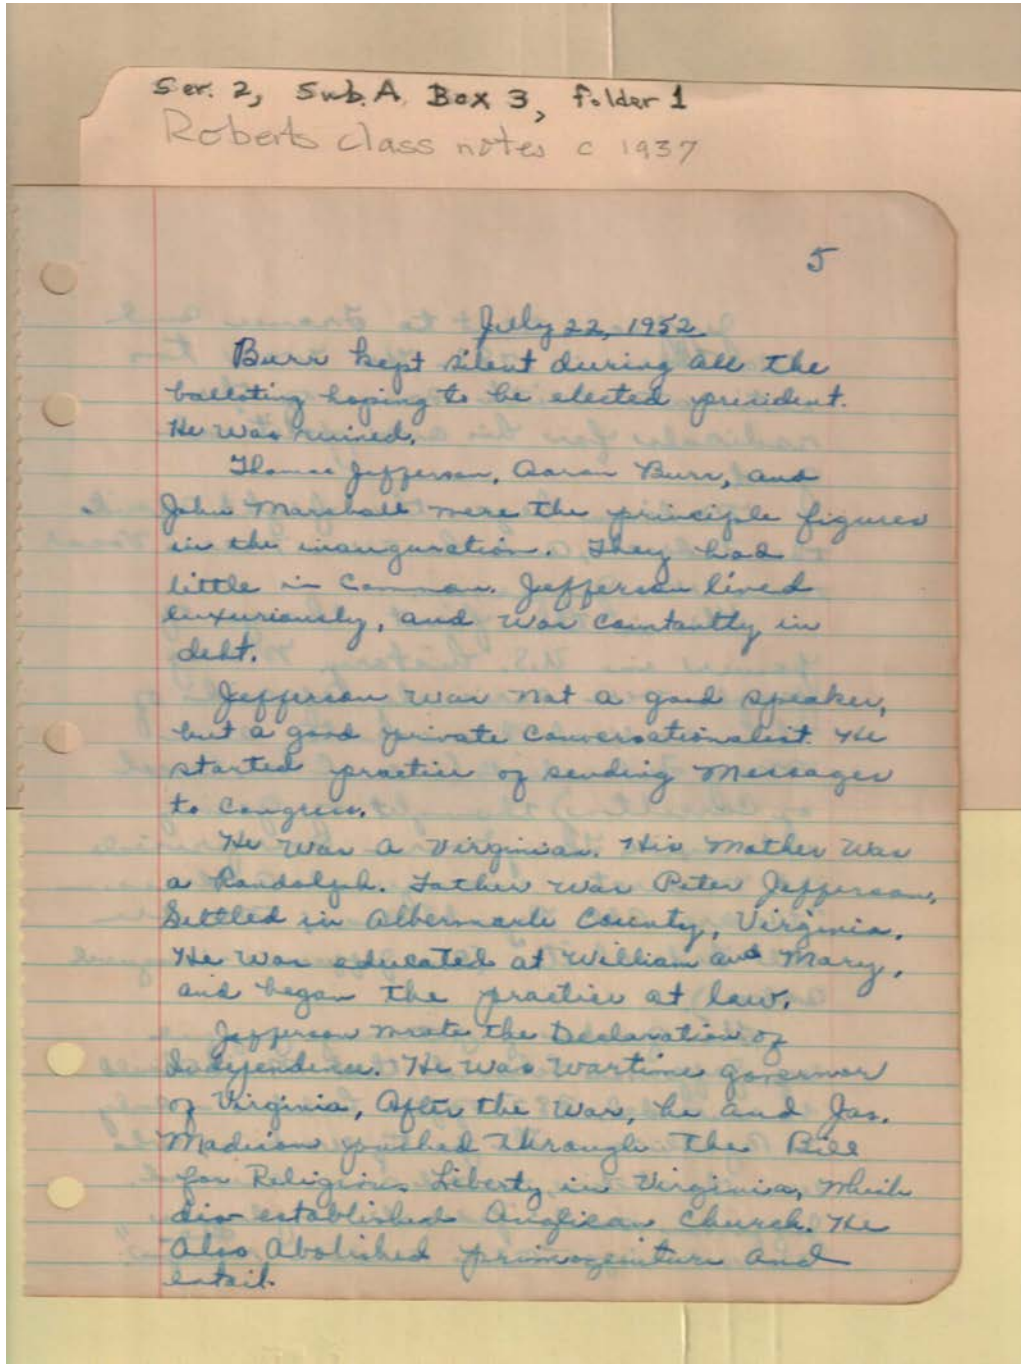 Ser. 2, Sub. A, Box 3, folder 1
Roberts class notes c 1937
5
July 22, 1952
Burr kept silent during all the
balloting hoping to be elected president.
He was ruined.
Thomas Jefferson, Aaron Burr, and
John Marshall were the principle figures
in the inauguration. They had
little in common. Jefferson lived
luxuriously, and was constantly in
debt.
Jefferson was not a good speaker,
but a good private conversationalist. He
started practice of sending messages
to Congress.
He was a Virginian. His Mother was
a Randolph. Father was Peter Jefferson.
Settled in Albermarle County, Virginia.
He was educated at William and Mary,
and began the practice at law.
Jefferson wrote the Declaration of
Independence. He was wartime governor
of Virginia, After the war, he and Jas.
Madison pushed through the Bill
for Religious Liberty in Virginia, which
dis established Anglican Church. He
Also Abolished primogeniture and
entail.